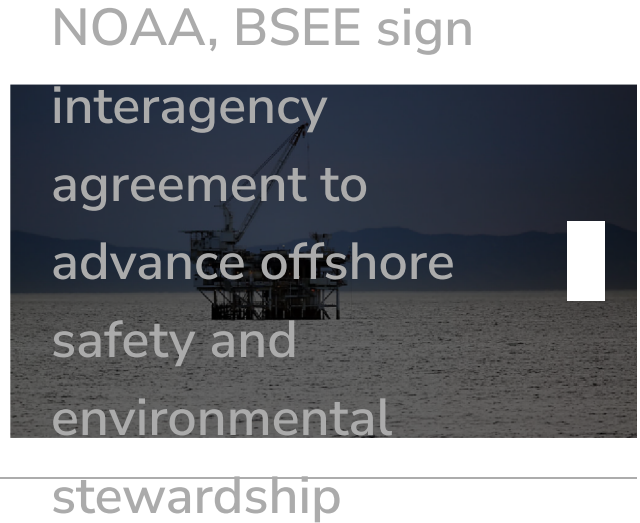 NOAA, BSEE sign
interagency
agreement to
advance offshore
safety and
environmental
stewardship